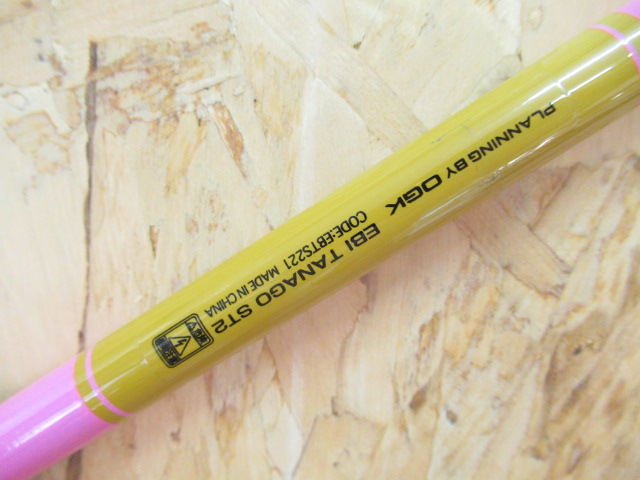 PLANNING BY OGK
EBI TANAGO ST2
CODE:EBTS221 MADE IN CHINA